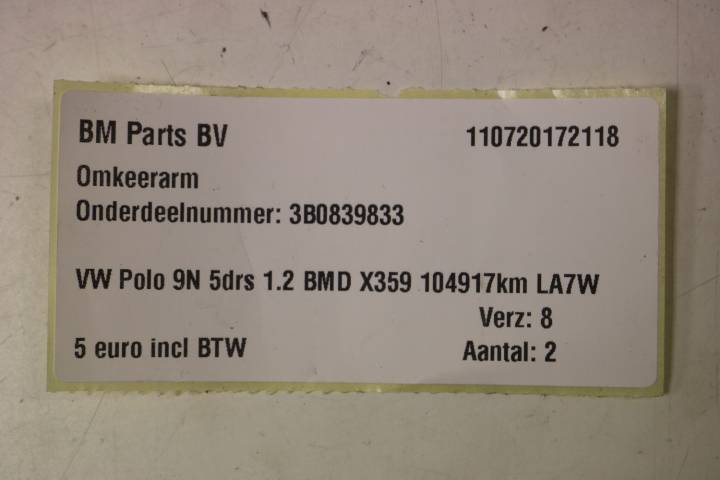 BM Parts BV 110720172118
Omkeerarm
Onderdeelnummer: 3B0839833
VW Polo 9N 5drs 1.2 BMD X359 104917km LA7W
Verz: 8
5 euro incl BTW Aantal: 2